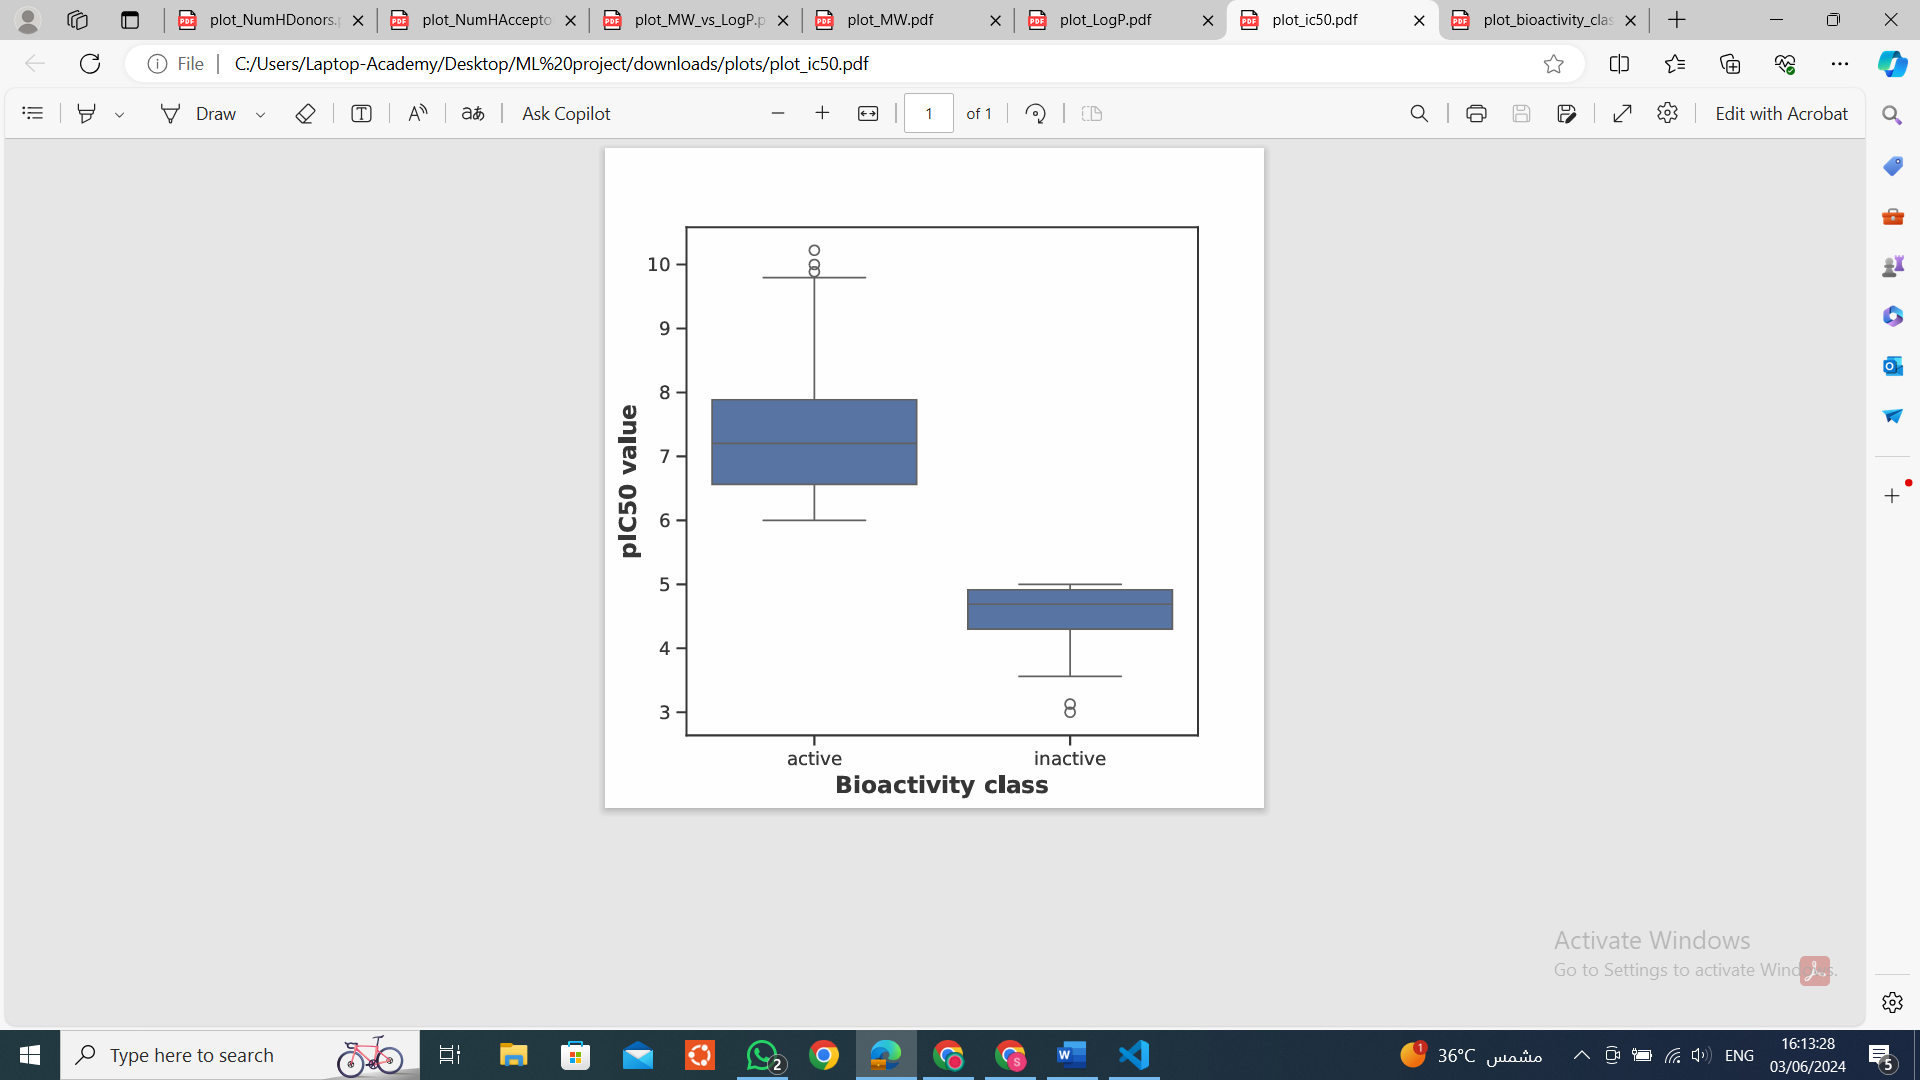 plot_NumHDonors.
plot_NumHAccepto
plot_MW_vs_LogP.p
plot_MW.pdf
plot_LogP.pdf
plot_ic50.pdf
plot_bioactivity_clas
File
C:/Users/Laptop-Academy/Desktop/ML%20project/downloads/plots/plot_ic50.pdf
Draw
Ask Copilot
1
of 1
Edit with Acrobat
10
9
8
7
6
5
4
3
pIC50 value
active
inactive
Bioactivity class
Activate Windows
Go to Settings to activate Windows.
Type here to search
2
1
36°C مشمس
ENG
16:13:28
03/06/2024
5